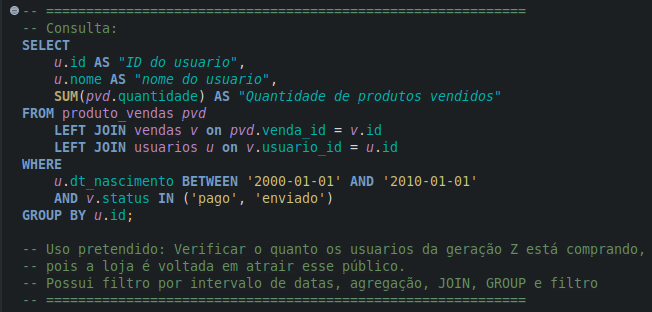 -- ============================================================
-- Consulta:
SELECT
    u.id AS "ID do usuario",
    u.nome AS "nome do usuario",
    SUM(pvd.quantidade) AS "Quantidade de produtos vendidos"
FROM produto_vendas pvd
    LEFT JOIN vendas v on pvd.venda_id = v.id
    LEFT JOIN usuarios u on v.usuario_id = u.id
WHERE
    u.dt_nascimento BETWEEN '2000-01-01' AND '2010-01-01'
    AND v.status IN ('pago', 'enviado')
GROUP BY u.id;

-- Uso pretendido: Verificar o quanto os usuarios da geração Z está comprando,
-- pois a loja é voltada em atrair esse público.
-- Possui filtro por intervalo de datas, agregação, JOIN, GROUP e filtro
-- ============================================================